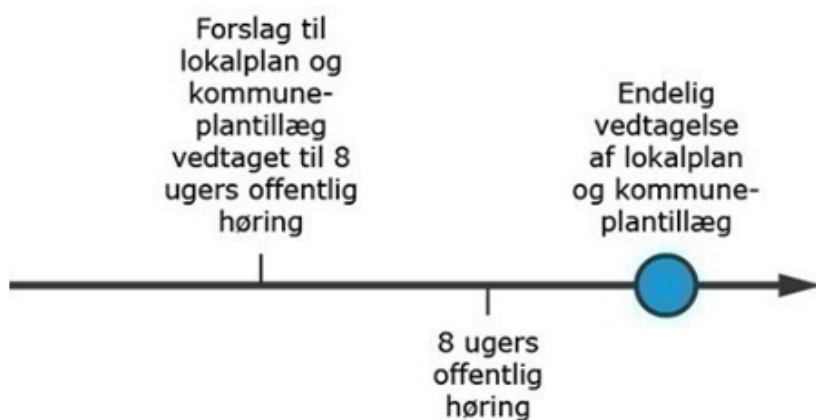 Forslag til
lokalplan og
kommune-
plantillæg
vedtaget til 8
ugers offentlig
høring
Endelig
vedtagelse
af lokalplan
og kommune-
plantillæg
8 ugers
offentlig
høring